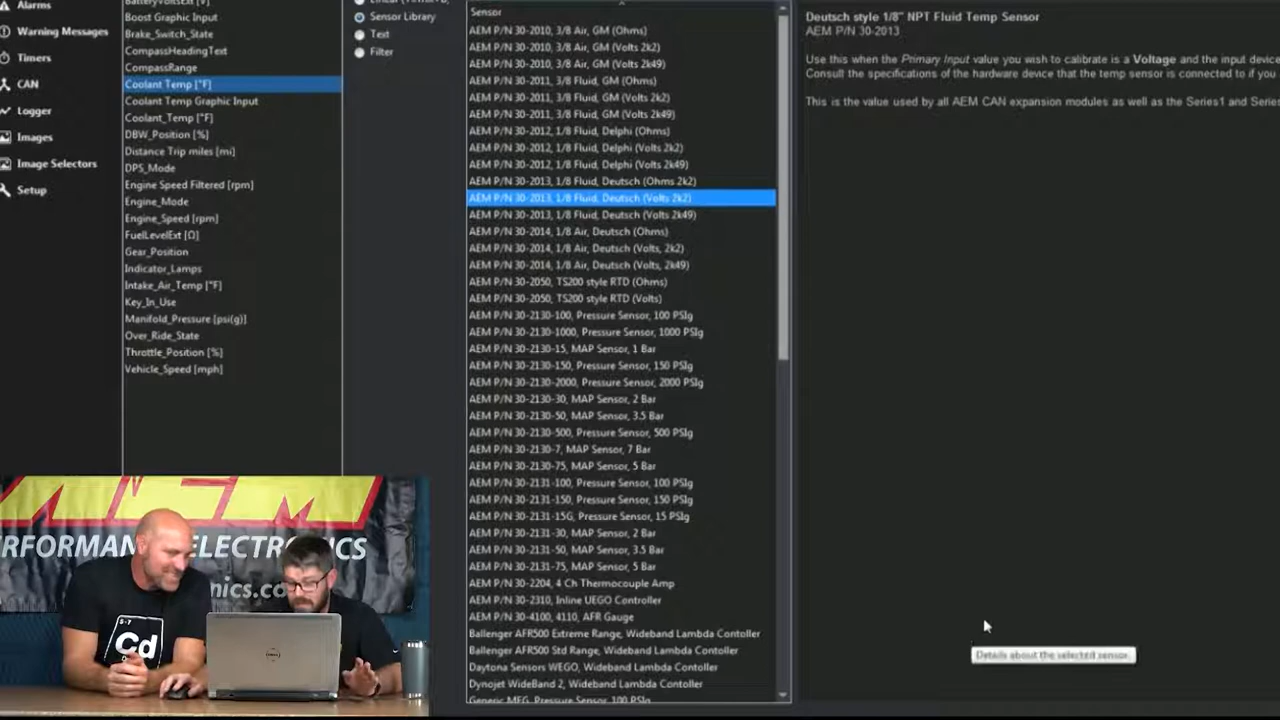 Alarms
Warning Messages
Timers
CAN
Logger
Images
Image Selectors
Setup
Boost Graphic Input
Brake_Switch_State
CompassHeadingText
CompassRange
Coolant Temp [°F]
Coolant Temp Graphic Input
Coolant_Temp [°F]
DBW_Position [%]
Distance Trip miles [mi]
DPS_Mode
Engine Speed Filtered [rpm]
Engine_Mode
Engine_Speed [rpm]
FuelLevelExt [Ω]
Gear_Position
Indicator_Lamps
Intake_Air_Temp [°F]
Key_In_Use
Manifold_Pressure [psi(g)]
Over_Ride_State
Throttle_Position [%]
Vehicle_Speed [mph]
Sensor Library
Text
Filter
Sensor
AEM P/N 30-2010, 3/8 Air, GM (Ohms)
AEM P/N 30-2010, 3/8 Air, GM (Volts 2k2)
AEM P/N 30-2010, 3/8 Air, GM (Volts 2k49)
AEM P/N 30-2011, 3/8 Fluid, GM (Ohms)
AEM P/N 30-2011, 3/8 Fluid, GM (Volts 2k2)
AEM P/N 30-2011, 3/8 Fluid, GM (Volts 2k49)
AEM P/N 30-2012, 1/8 Fluid, Delphi (Ohms)
AEM P/N 30-2012, 1/8 Fluid, Delphi (Volts 2k2)
AEM P/N 30-2012, 1/8 Fluid, Delphi (Volts 2k49)
AEM P/N 30-2013, 1/8 Fluid, Deutsch (Ohms 2k2)
AEM P/N 30-2013, 1/8 Fluid, Deutsch (Volts 2k2)
AEM P/N 30-2013, 1/8 Fluid, Deutsch (Volts 2k49)
AEM P/N 30-2014, 1/8 Air, Deutsch (Ohms)
AEM P/N 30-2014, 1/8 Air, Deutsch (Volts, 2k2)
AEM P/N 30-2014, 1/8 Air, Deutsch (Volts, 2k49)
AEM P/N 30-2050, TS200 style RTD (Ohms)
AEM P/N 30-2050, TS200 style RTD (Volts)
AEM P/N 30-2130-100, Pressure Sensor, 100 PSIg
AEM P/N 30-2130-1000, Pressure Sensor, 1000 PSIg
AEM P/N 30-2130-15, MAP Sensor, 1 Bar
AEM P/N 30-2130-150, Pressure Sensor, 150 PSIg
AEM P/N 30-2130-2000, Pressure Sensor, 2000 PSIg
AEM P/N 30-2130-30, MAP Sensor, 2 Bar
AEM P/N 30-2130-50, MAP Sensor, 3.5 Bar
AEM P/N 30-2130-500, Pressure Sensor, 500 PSIg
AEM P/N 30-2130-7, MAP Sensor, 7 Bar
AEM P/N 30-2130-75, MAP Sensor, 5 Bar
AEM P/N 30-2131-100, Pressure Sensor, 100 PSIg
AEM P/N 30-2131-150, Pressure Sensor, 150 PSIg
AEM P/N 30-2131-15G, Pressure Sensor, 15 PSIg
AEM P/N 30-2131-30, MAP Sensor, 2 Bar
AEM P/N 30-2131-50, MAP Sensor, 3.5 Bar
AEM P/N 30-2131-75, MAP Sensor, 5 Bar
AEM P/N 30-2204, 4 Ch Thermocouple Amp
AEM P/N 30-2310, Inline UEGO Controller
AEM P/N 30-4100, 4110, AFR Gauge
Ballenger AFR500 Extreme Range, Wideband Lambda Contoller
Ballenger AFR500 Std Range, Wideband Lambda Controller
Daytona Sensors WEGO, Wideband Lambda Controller
Dynojet WideBand 2, Wideband Lambda Controller
Generic MFG, Pressure Sensor, 100 PSIg
Deutsch style 1/8" NPT Fluid Temp Sensor
AEM P/N 30-2013
Use this when the Primary Input value you wish to calibrate is a Voltage and the input device
Consult the specifications of the hardware device that the temp sensor is connected to if you
This is the value used by all AEM CAN expansion modules as well as the Series1 and Series
Details about the selected sensor.
AEM
RFORMAN ELECTRONICS
nics.co
Cd